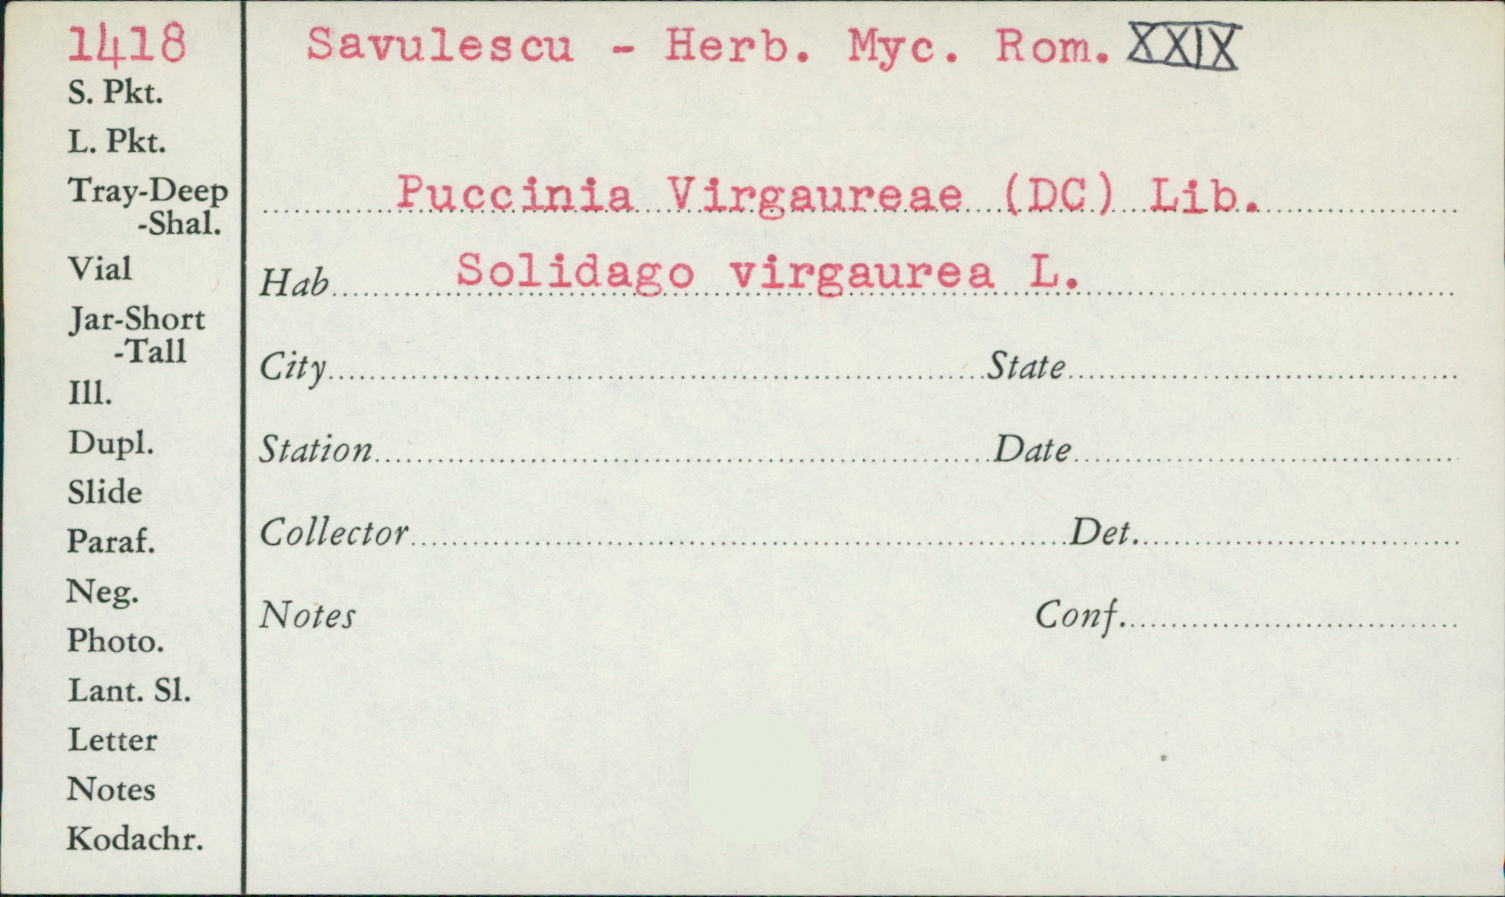 1418
Savulescu - Herb. Myc. Rom. XXIX
S. Pkt.
L. Pkt.
Tray-Deep
-Shal.
Vial
Jar-Short
-Tall
Ill.
Dupl.
Slide
Paraf.
Neg.
Photo.
Lant. Sl.
Letter
Notes
Kodachr.
Puccinia Virgaureae (DC) Lib.
Hab Solidago virgaurea L.
City State
Station Date
Collector Det.
Notes Conf.